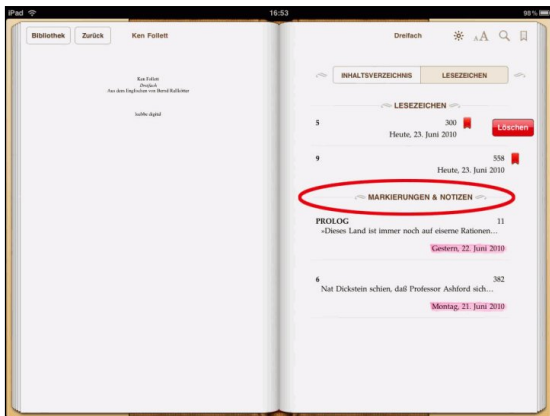 iPad 16:53 98%
Bibliothek Zurück Ken Follett Dreifach AA
Ken Follett
Dreifach
Aus dem Englischen von Bernd Rullkötter
lübbe digital
INHALTSVERZEICHNIS LESEZEICHEN
LESEZEICHEN
5 300 Löschen
Heute, 23. Juni 2010
9 558
Heute, 23. Juni 2010
MARKIERUNGEN & NOTIZEN
PROLOG 11
»Dieses Land ist immer noch auf eiserne Rationen…
Gestern, 22. Juni 2010
6 382
Nat Dickstein schien, daß Professor Ashford sich…
Montag, 21. Juni 2010